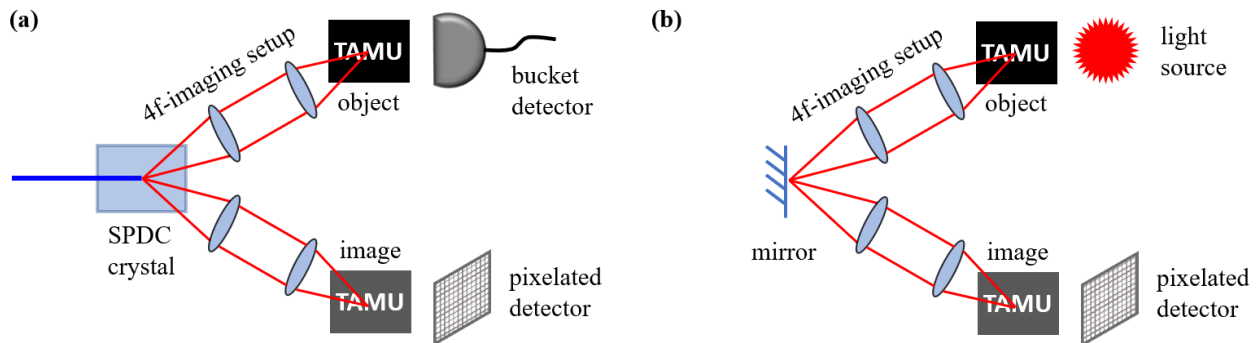 (a)
4f-imaging setup
TAMU
object
bucket
detector
SPDC
crystal
image
TAMU
pixelated
detector
(b)
4f-imaging setup
TAMU
object
light
source
mirror
image
TAMU
pixelated
detector